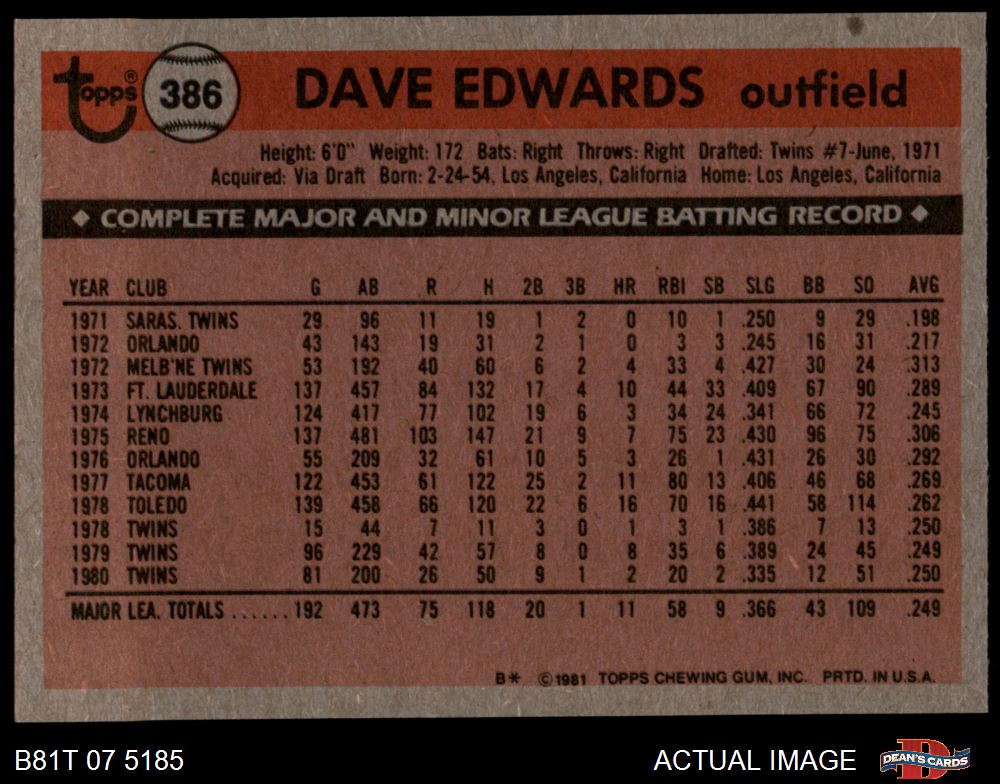 topps® 386 DAVE EDWARDS outfield
Height: 6'0" Weight: 172 Bats: Right Throws: Right Drafted: Twins #7-June, 1971
Acquired: Via Draft Born: 2-24-54, Los Angeles, California Home: Los Angeles, California
◆ COMPLETE MAJOR AND MINOR LEAGUE BATTING RECORD ◆
YEAR CLUB G AB R H 2B 3B HR RBI SB SLG BB SO AVG
1971 SARAS. TWINS 29 96 11 19 1 2 0 10 1 .250 9 29 .198
1972 ORLANDO 43 143 19 31 2 1 0 3 3 .245 16 31 .217
1972 MELB'NE TWINS 53 192 40 60 6 2 4 33 4 .427 30 24 .313
1973 FT. LAUDERDALE 137 457 84 132 17 4 10 44 33 .409 67 90 .289
1974 LYNCHBURG 124 417 77 102 19 6 3 34 24 .341 66 72 .245
1975 RENO 137 481 103 147 21 9 7 75 23 .430 96 75 .306
1976 ORLANDO 55 209 32 61 10 5 3 26 1 .431 26 30 .292
1977 TACOMA 122 453 61 122 25 2 11 80 13 .406 46 68 .269
1978 TOLEDO 139 458 66 120 22 6 16 70 16 .441 58 114 .262
1978 TWINS 15 44 7 11 3 0 1 3 1 .386 7 13 .250
1979 TWINS 96 229 42 57 8 0 8 35 6 .389 24 45 .249
1980 TWINS 81 200 26 50 9 1 2 20 2 .335 12 51 .250
MAJOR LEA. TOTALS ...... 192 473 75 118 20 1 11 58 9 .366 43 109 .249
B* ©1981 TOPPS CHEWING GUM, INC. PRTD. IN U.S.A.
B81T 07 5185 ACTUAL IMAGE D DEAN'S CARDS